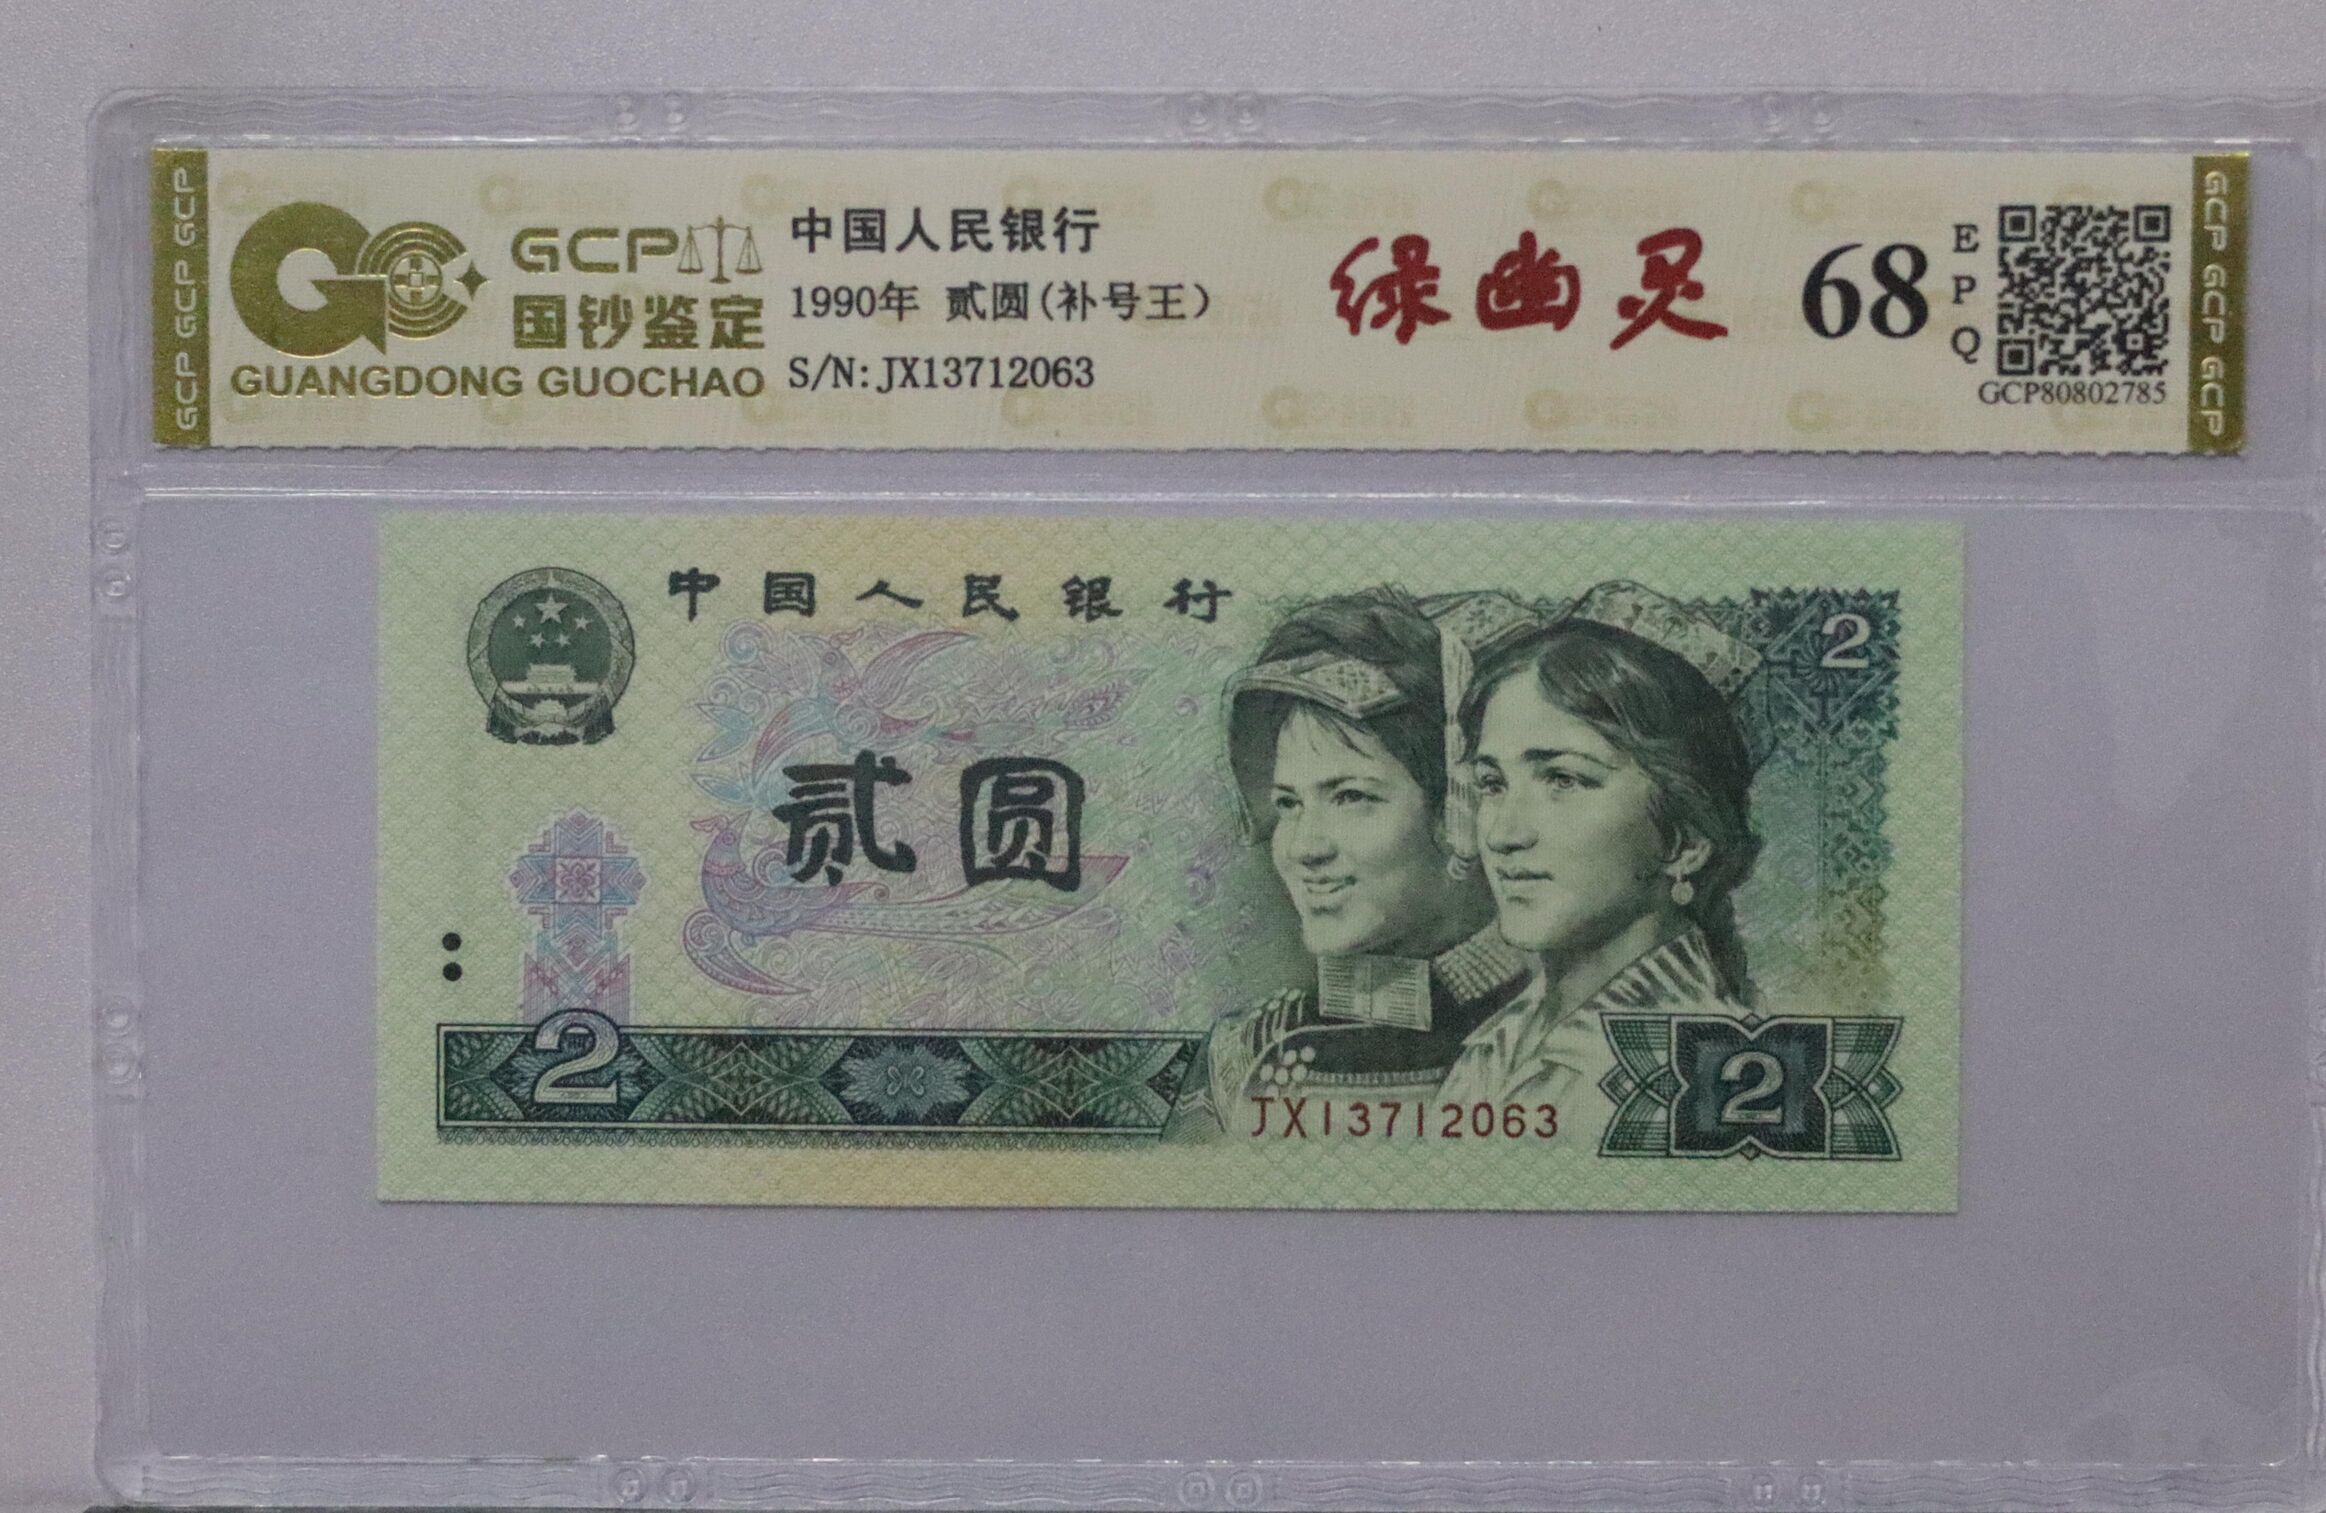 GCP GCP GCP
GCP
国钞鉴定
GUANGDONG GUOCHAO
中国人民银行
1990年 贰圆(补号王)
S/N:JX13712063
绿幽灵
68
E
P
Q
GCP80802785
GCP GCP GCP
中国人民银行
2
贰圆
2
JX13712063
2